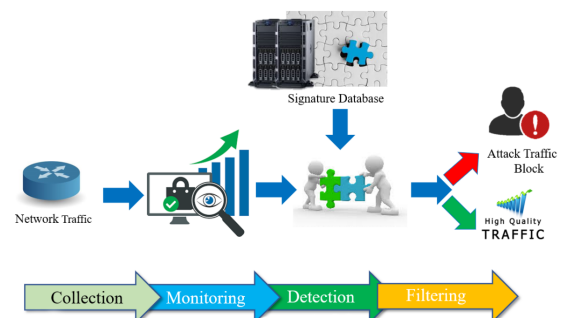 Signature Database
Attack Traffic
Block
Network Traffic
High Quality
TRAFFIC
Collection
Monitoring
Detection
Filtering